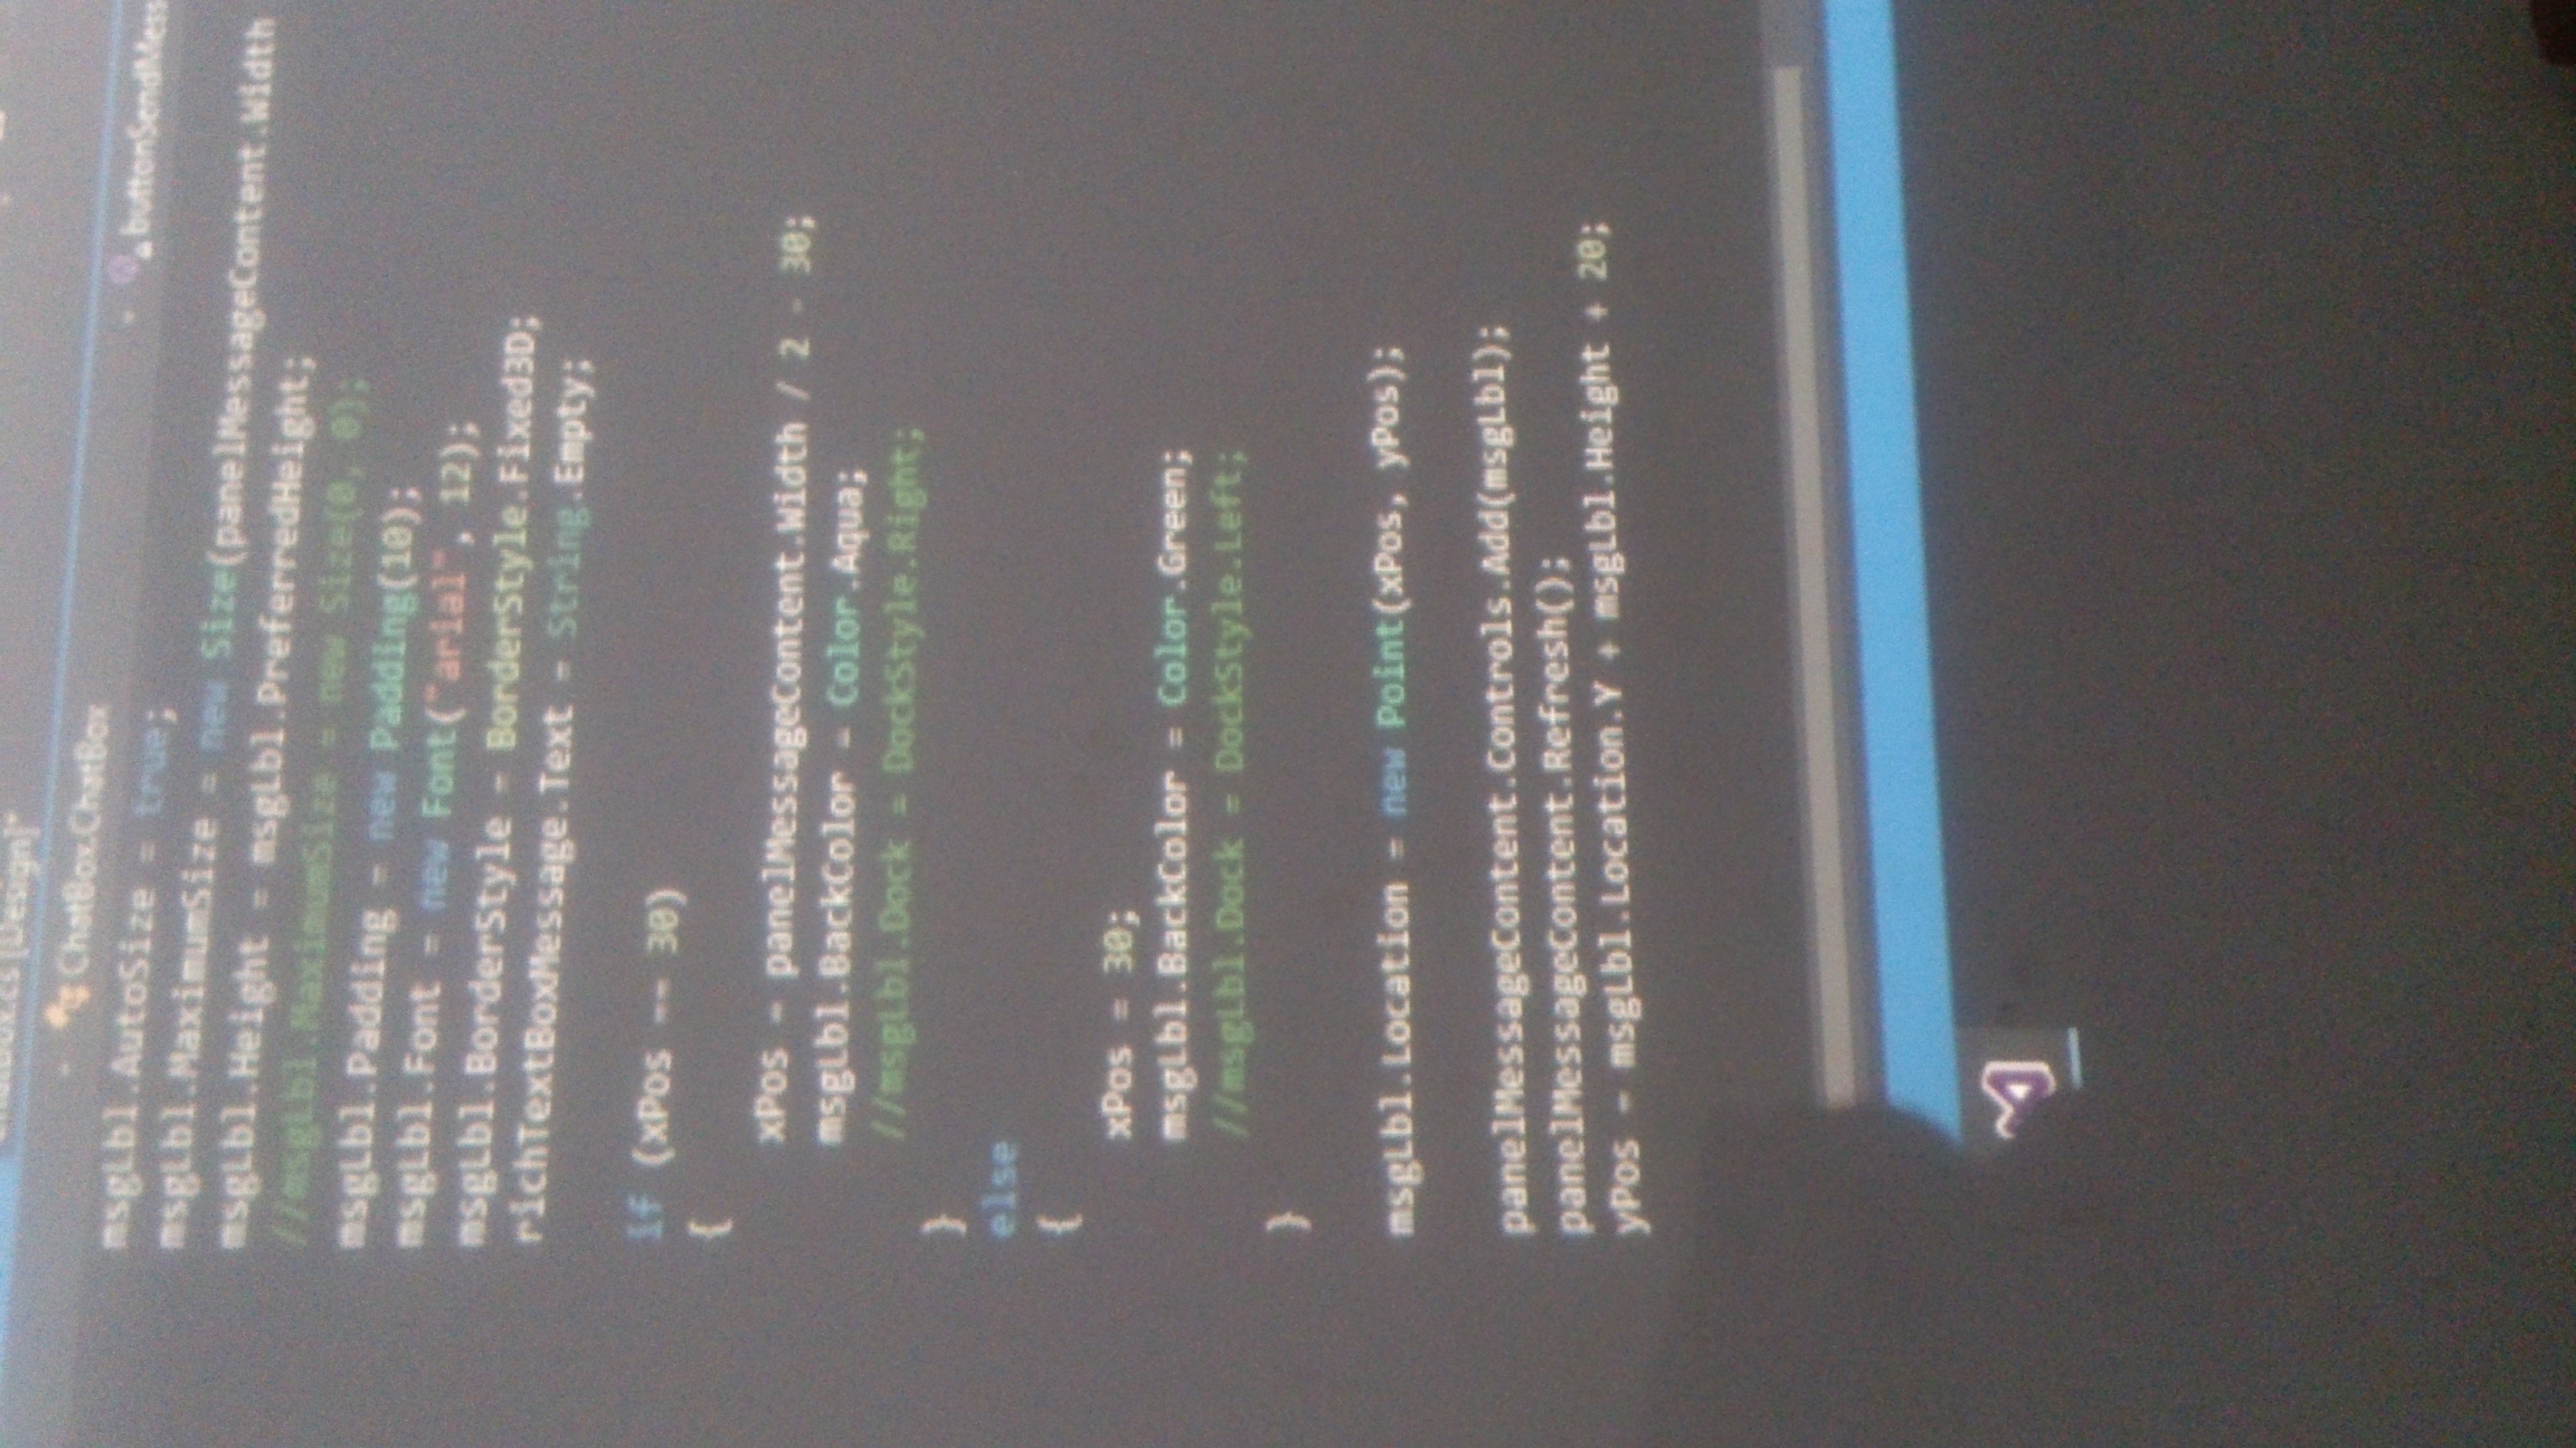 ChatBox.cs [Design]*
ChatBox.ChatBox
buttonSendMess
msgLbl.AutoSize = true;
msgLbl.MaximumSize = new Size(panelMessageContent.Width
msgLbl.Height = msgLbl.PreferredHeight;
//msgLbl.MaximumSize = new Size(0, 0);
msgLbl.Padding = new Padding(10);
msgLbl.Font = new Font("arial", 12);
msgLbl.BorderStyle = BorderStyle.Fixed3D;
richTextBoxMessage.Text = String.Empty;
if (xPos == 30)
{
xPos = panelMessageContent.Width / 2 - 30;
msgLbl.BackColor = Color.Aqua;
//msgLbl.Dock = DockStyle.Right;
}
else
{
xPos = 30;
msgLbl.BackColor = Color.Green;
//msgLbl.Dock = DockStyle.Left;
}
msgLbl.Location = new Point(xPos, yPos);
panelMessageContent.Controls.Add(msgLbl);
panelMessageContent.Refresh();
yPos = msgLbl.Location.Y + msgLbl.Height + 20;